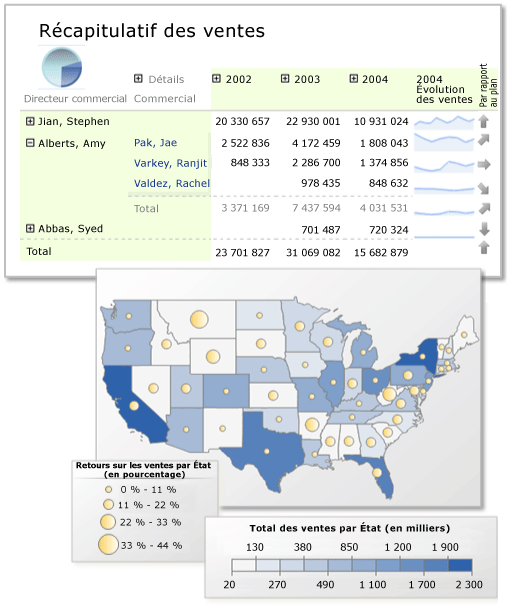 Récapitulatif des ventes
Détails 2002 2003 2004 2004 Évolution des ventes Par rapport au plan
Directeur commercial Commercial
Jian, Stephen 20 330 657 22 930 001 10 931 024
Alberts, Amy Pak, Jae 2 522 836 4 172 459 1 808 043
Varkey, Ranjit 848 333 2 286 700 1 374 856
Valdez, Rachel 978 435 848 632
Total 3 371 169 7 437 594 4 031 531
Abbas, Syed 701 487 720 324
Total 23 701 827 31 069 082 15 682 879
Retours sur les ventes par État
(en pourcentage)
0 % - 11 %
11 % - 22 %
22 % - 33 %
33 % - 44 %
Total des ventes par État (en milliers)
130 380 850 1 200 1 900
20 270 490 1 100 1 700 2 300